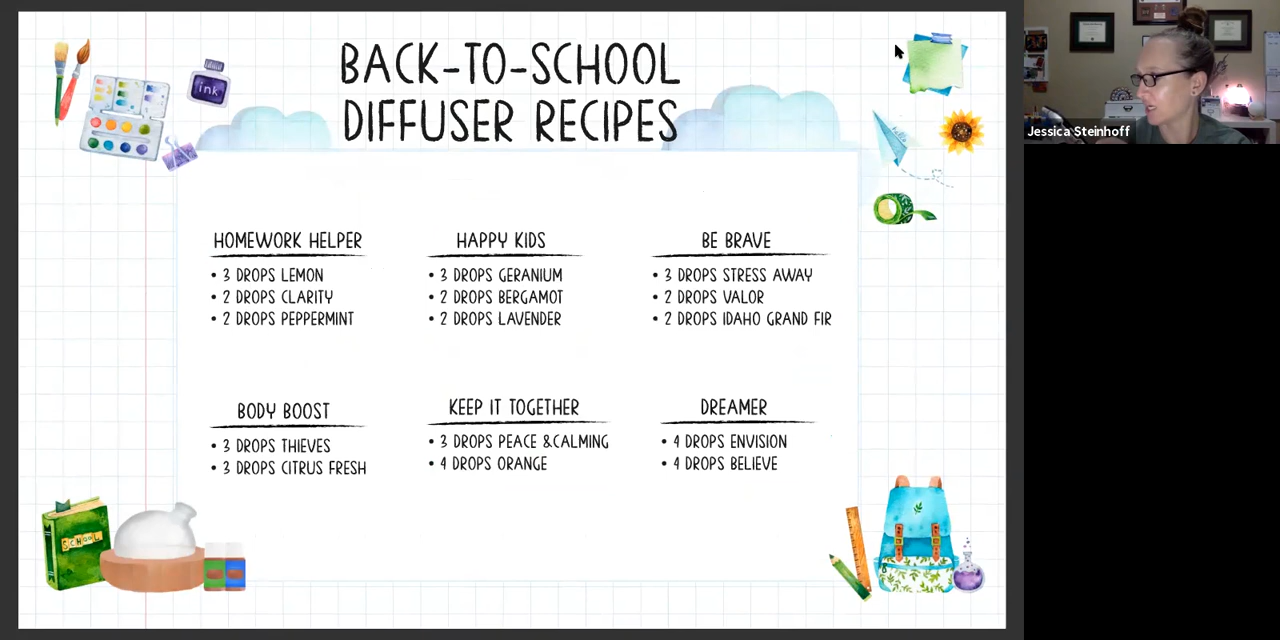 BACK-TO-SCHOOL
DIFFUSER RECIPES
ink
hello
Jessica Steinhoff
HOMEWORK HELPER
• 3 DROPS LEMON
• 2 DROPS CLARITY
• 2 DROPS PEPPERMINT
HAPPY KIDS
• 3 DROPS GERANIUM
• 2 DROPS BERGAMOT
• 2 DROPS LAVENDER
BE BRAVE
• 3 DROPS STRESS AWAY
• 2 DROPS VALOR
• 2 DROPS IDAHO GRAND FIR
BODY BOOST
• 3 DROPS THIEVES
• 3 DROPS CITRUS FRESH
KEEP IT TOGETHER
• 3 DROPS PEACE &CALMING
• 4 DROPS ORANGE
DREAMER
• 4 DROPS ENVISION
• 4 DROPS BELIEVE
SCHOOL